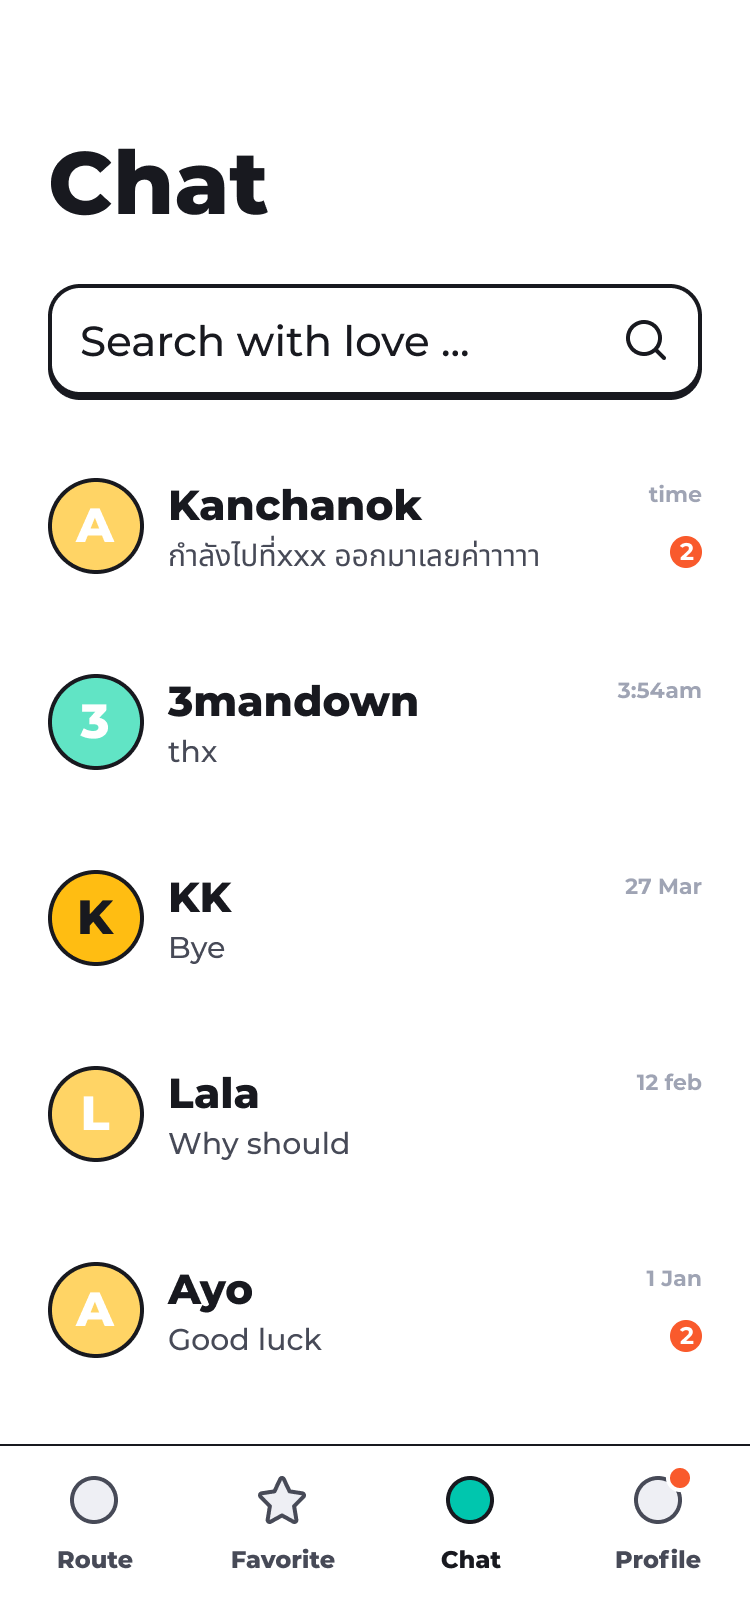 Chat
Search with love ...
A
Kanchanok
time
กำลังไปที่xxx ออกมาเลยค่าาาาา
2
3
3mandown
3:54am
thx
K
KK
27 Mar
Bye
L
Lala
12 feb
Why should
A
Ayo
1 Jan
Good luck
2
Route
Favorite
Chat
Profile